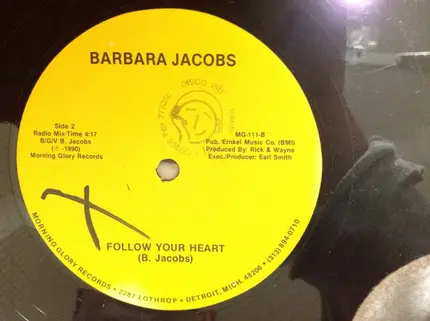 BARBARA JACOBS
Side 2
Radio Mix-Time 4:17
B/G/V B. Jacobs
(℗ -1990)
Morning Glory Records
MG-111-B
Pub./Emkel Music Co. (BMI)
Produced By: Rick & Wayne
Exec./Producer: Earl Smith
FOLLOW YOUR HEART
(B. Jacobs)
MORNING GLORY RECORDS • 2287 LOTHROP • DETROIT, MICH. 48206 • (313) 894-0710